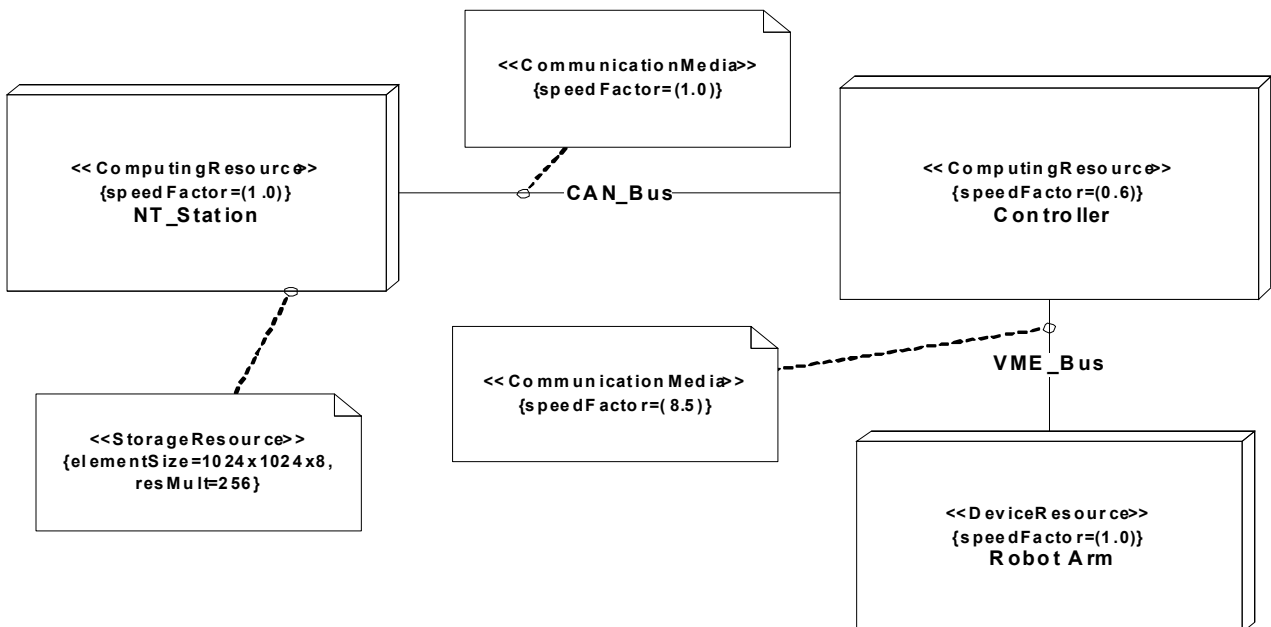 <<CommunicationMedia>>
{speedFactor=(1.0)}
<<ComputingResource>>
{speedFactor=(1.0)}
NT_Station
CAN_Bus
<<ComputingResource>>
{speedFactor=(0.6)}
Controller
<<CommunicationMedia>>
{speedFactor=(8.5)}
VME_Bus
<<StorageResource>>
{elementSize=1024x1024x8,
resMult=256}
<<DeviceResource>>
{speedFactor=(1.0)}
Robot Arm